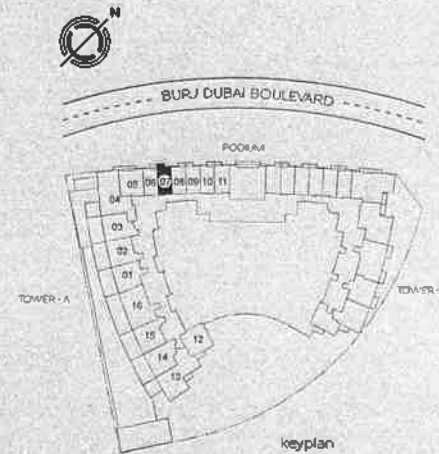 N
BURJ DUBAI BOULEVARD
PODIUM
05 06 07 08 09 10 11
04
03
02
01
TOWER - A
TOWER -
16
15
12
14
13
keyplan